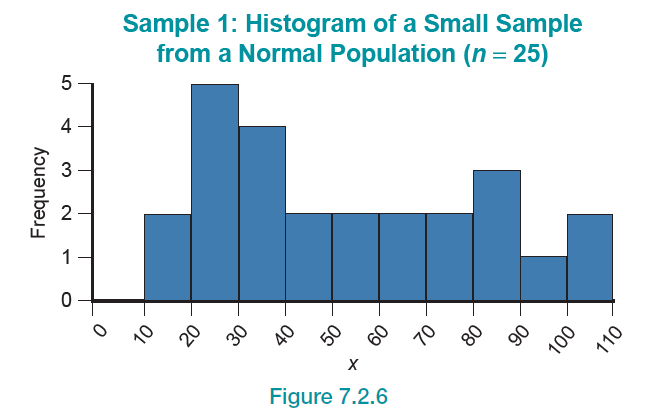 Sample 1: Histogram of a Small Sample
from a Normal Population (n = 25)
Frequency
5
4
3
2
1
0
0 10 20 30 40 50 60 70 80 90 100 110
x
Figure 7.2.6